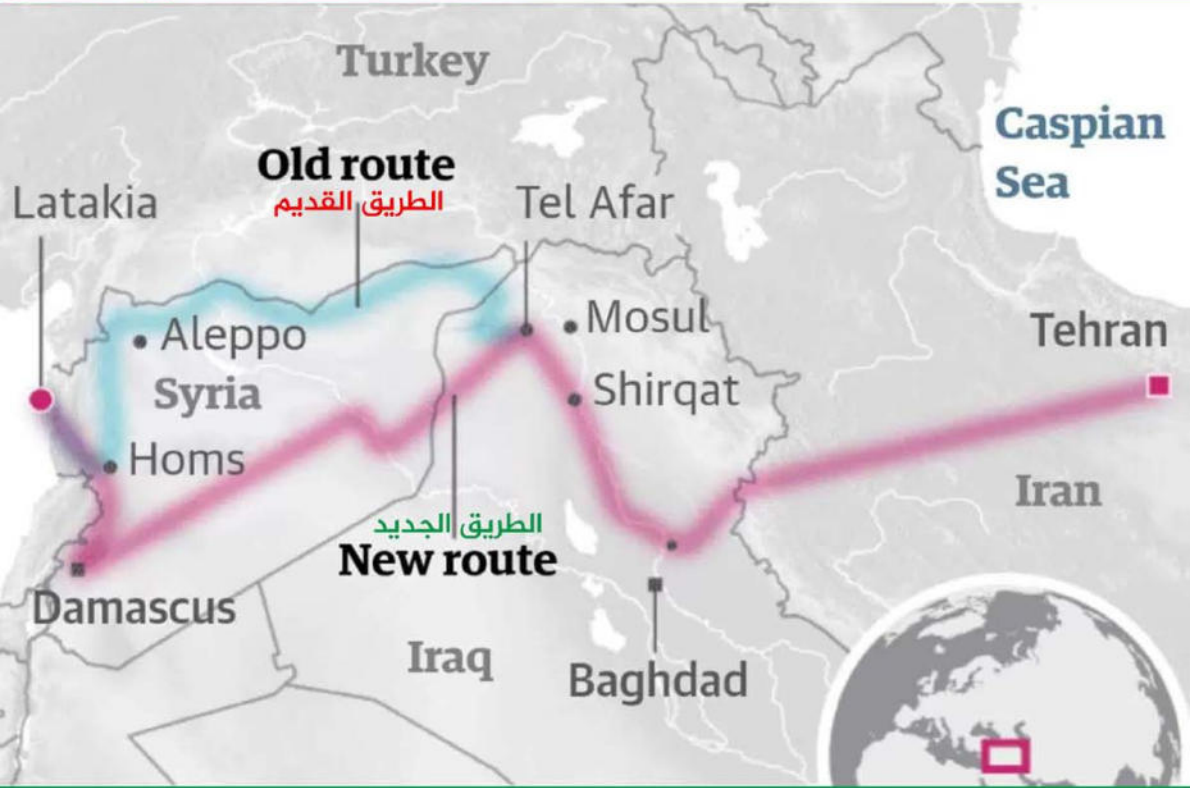 Turkey
Caspian
Sea
Old route
الطريق القديم
Latakia
Tel Afar
Mosul
Aleppo
Tehran
Syria
Shirqat
Homs
Iran
الطريق الجديد
New route
Damascus
Iraq
Baghdad